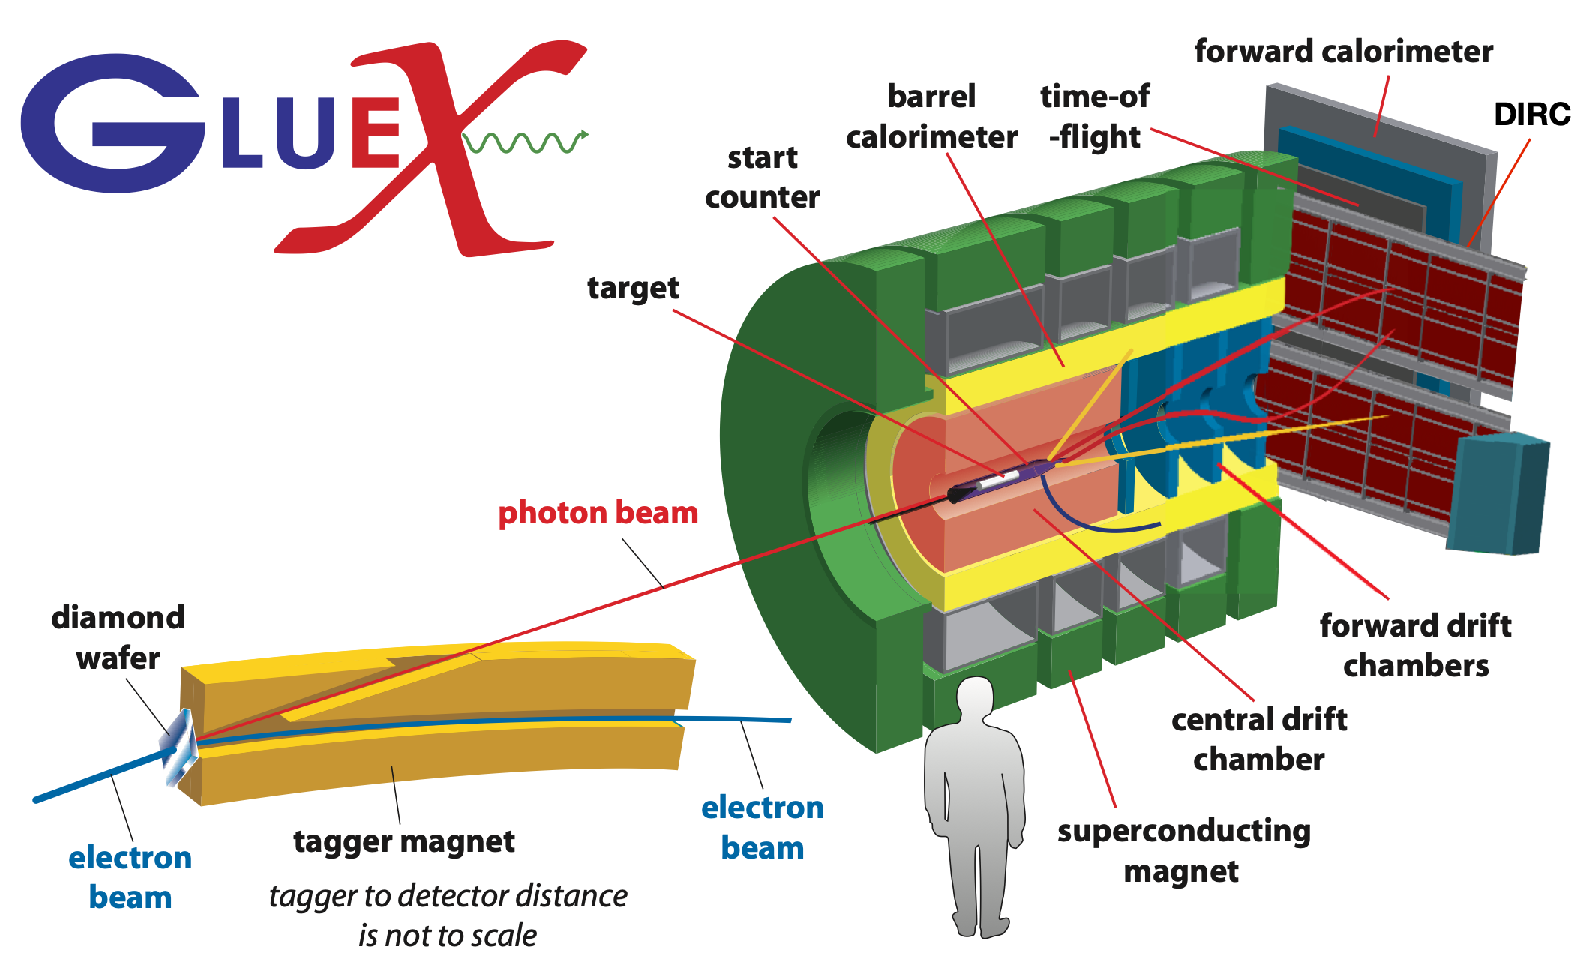 GLUEX
forward calorimeter
DIRC
barrel
calorimeter
time-of
-flight
start
counter
target
photon beam
diamond
wafer
electron
beam
tagger magnet
tagger to detector distance
is not to scale
electron
beam
forward drift
chambers
central drift
chamber
superconducting
magnet